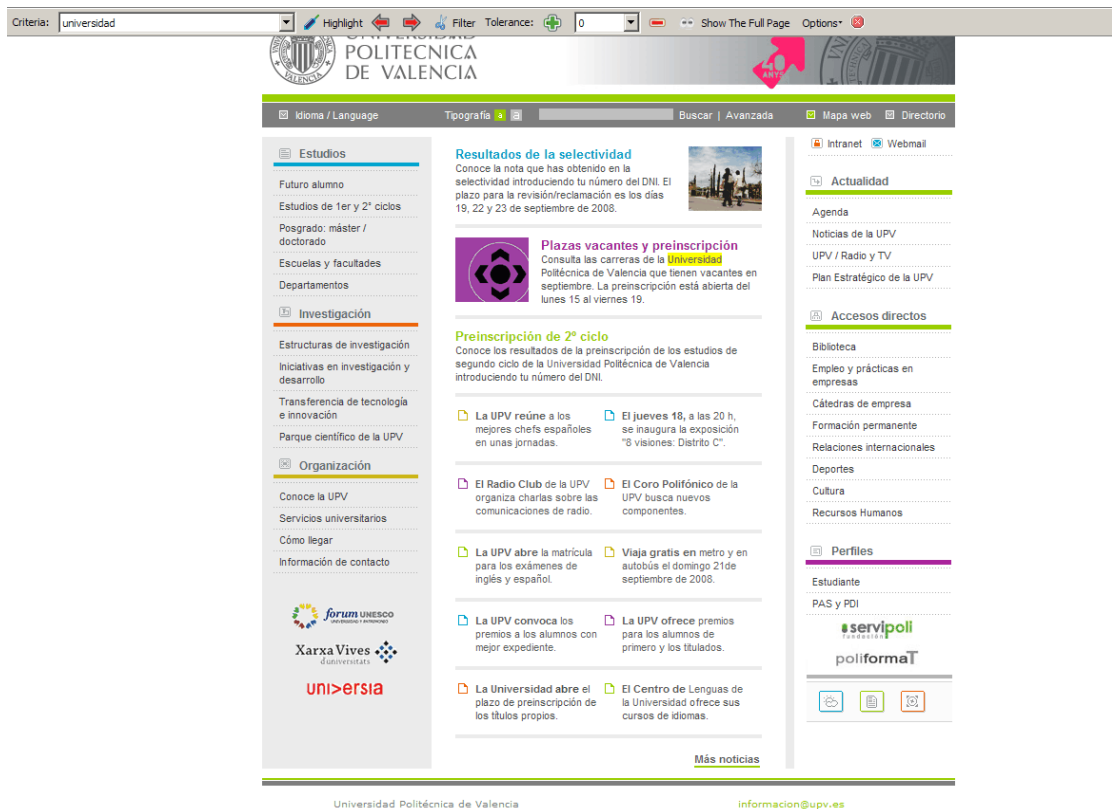 Criteria: universidad Highlight Filter Tolerance: 0 Show The Full Page Options
UNIVERSIDAD
POLITECNICA
DE VALENCIA
40
ANYS
Idioma / Language Tipografía a a Buscar | Avanzada Mapa web Directorio
Estudios
Futuro alumno
Estudios de 1er y 2º ciclos
Posgrado: máster /
doctorado
Escuelas y facultades
Departamentos
Investigación
Estructuras de investigación
Iniciativas en investigación y
desarrollo
Transferencia de tecnología
e innovación
Parque científico de la UPV
Organización
Conoce la UPV
Servicios universitarios
Cómo llegar
Información de contacto
forum UNESCO
UNIVERSIDAD Y PATRIMONIO
Xarxa Vives
d'universitats
uni>ersia
Resultados de la selectividad
Conoce la nota que has obtenido en la
selectividad introduciendo tu número del DNI. El
plazo para la revisión/reclamación es los días
19, 22 y 23 de septiembre de 2008.
Plazas vacantes y preinscripción
Consulta las carreras de la Universidad
Politécnica de Valencia que tienen vacantes en
septiembre. La preinscripción está abierta del
lunes 15 al viernes 19.
Preinscripción de 2º ciclo
Conoce los resultados de la preinscripción de los estudios de
segundo ciclo de la Universidad Politécnica de Valencia
introduciendo tu número del DNI.
La UPV reúne a los
mejores chefs españoles
en unas jornadas.
El jueves 18, a las 20 h,
se inaugura la exposición
"8 visiones: Distrito C".
El Radio Club de la UPV
organiza charlas sobre las
comunicaciones de radio.
El Coro Polifónico de la
UPV busca nuevos
componentes.
La UPV abre la matrícula
para los exámenes de
inglés y español.
Viaja gratis en metro y en
autobús el domingo 21de
septiembre de 2008.
La UPV convoca los
premios a los alumnos con
mejor expediente.
La UPV ofrece premios
para los alumnos de
primero y los titulados.
La Universidad abre el
plazo de preinscripción de
los títulos propios.
El Centro de Lenguas de
la Universidad ofrece sus
cursos de idiomas.
Más noticias
Intranet Webmail
Actualidad
Agenda
Noticias de la UPV
UPV / Radio y TV
Plan Estratégico de la UPV
Accesos directos
Biblioteca
Empleo y prácticas en
empresas
Cátedras de empresa
Formación permanente
Relaciones internacionales
Deportes
Cultura
Recursos Humanos
Perfiles
Estudiante
PAS y PDI
servipoli
fundación
poliformaT
Universidad Politécnica de Valencia informacion@upv.es